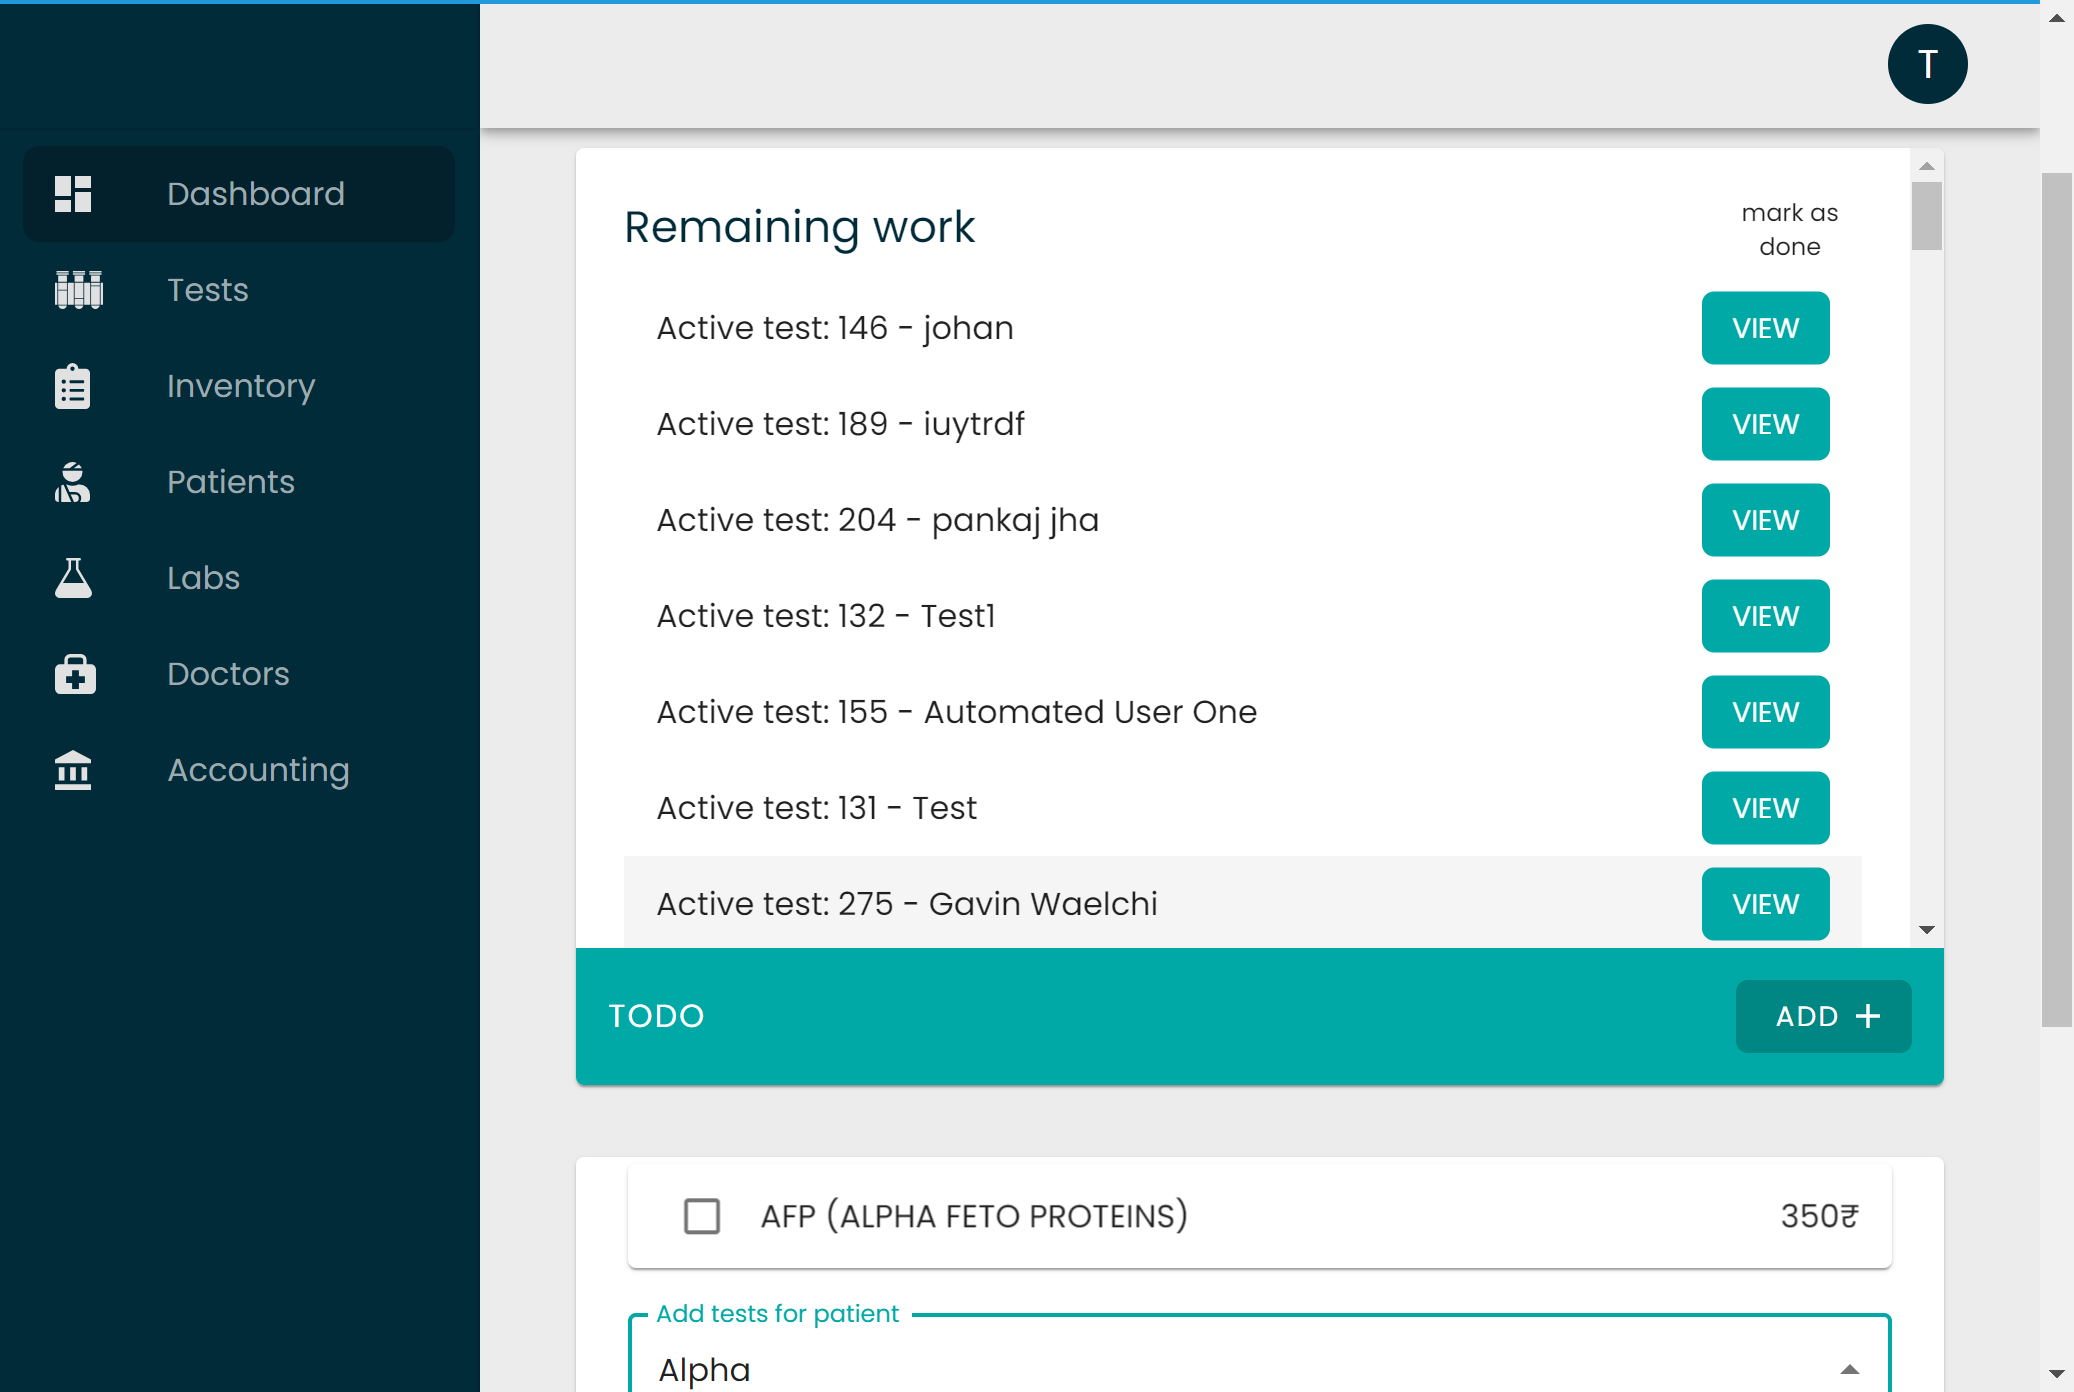 T
Dashboard
Tests
Inventory
Patients
Labs
Doctors
Accounting
Remaining work
mark as
done
Active test: 146 - johan
VIEW
Active test: 189 - iuytrdf
VIEW
Active test: 204 - pankaj jha
VIEW
Active test: 132 - Test1
VIEW
Active test: 155 - Automated User One
VIEW
Active test: 131 - Test
VIEW
Active test: 275 - Gavin Waelchi
VIEW
TODO
ADD +
AFP (ALPHA FETO PROTEINS)
350₹
Add tests for patient
Alpha